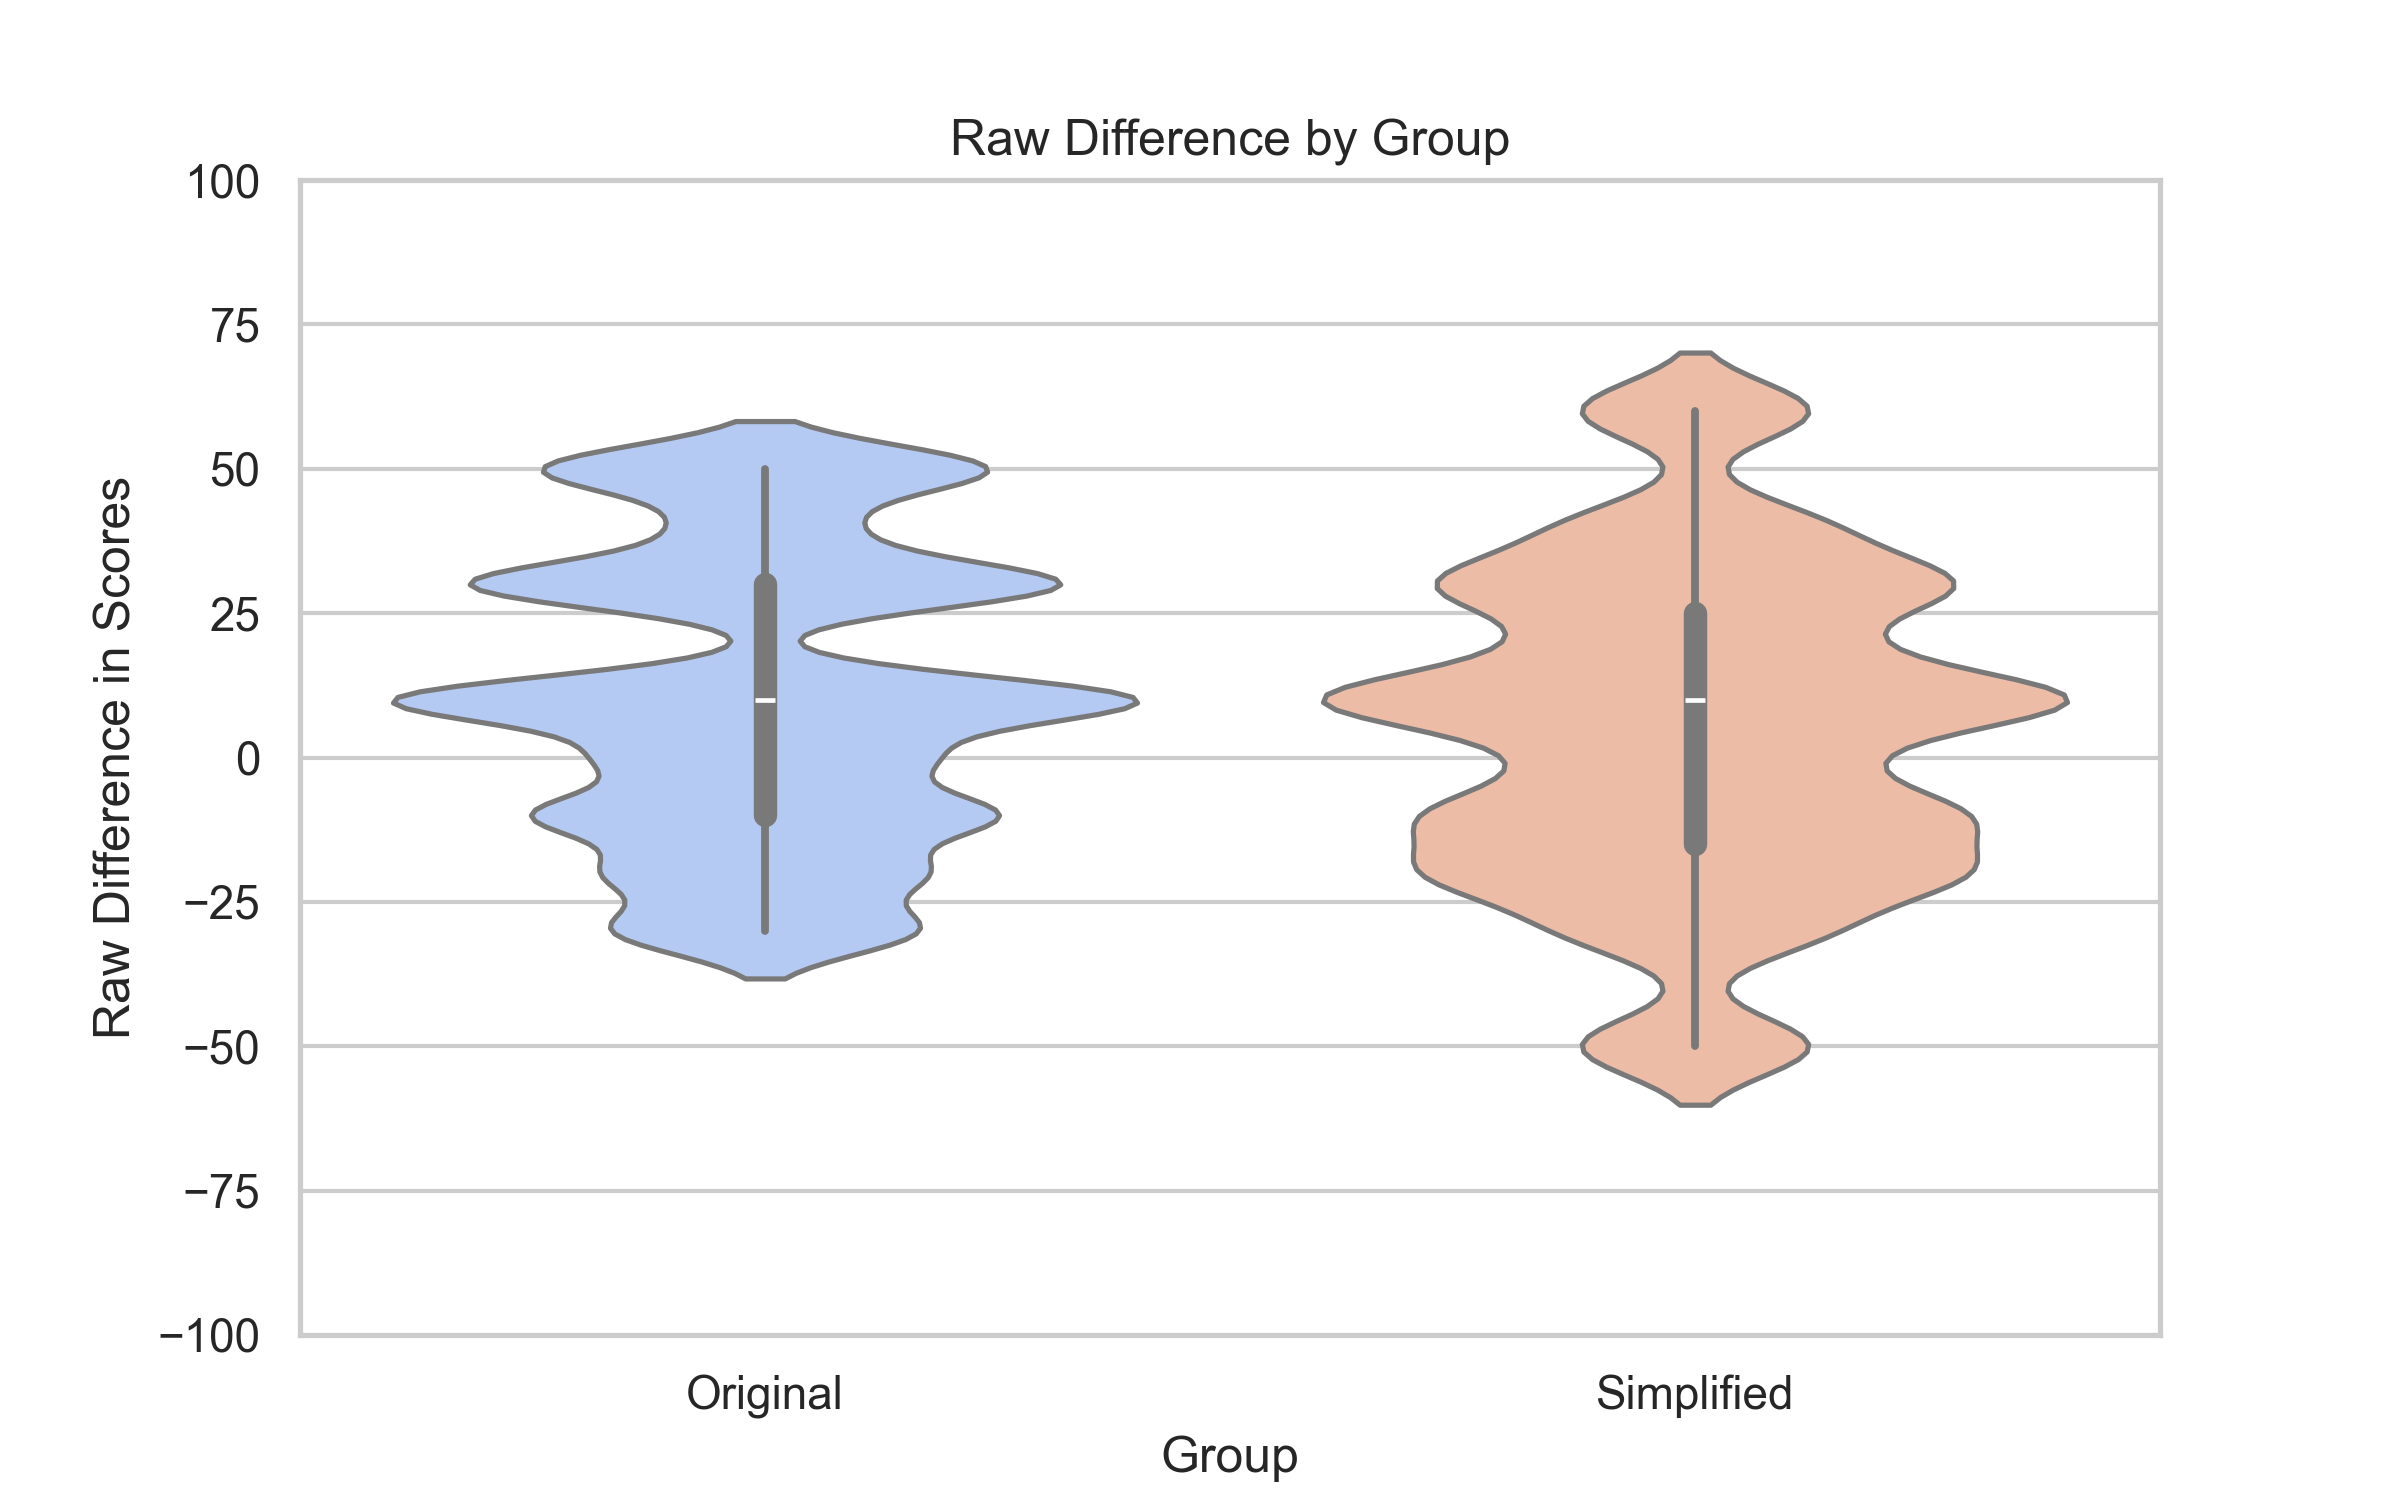 Raw Difference by Group
100
75
50
25
0
−25
−50
−75
−100
Raw Difference in Scores
Original
Simplified
Group